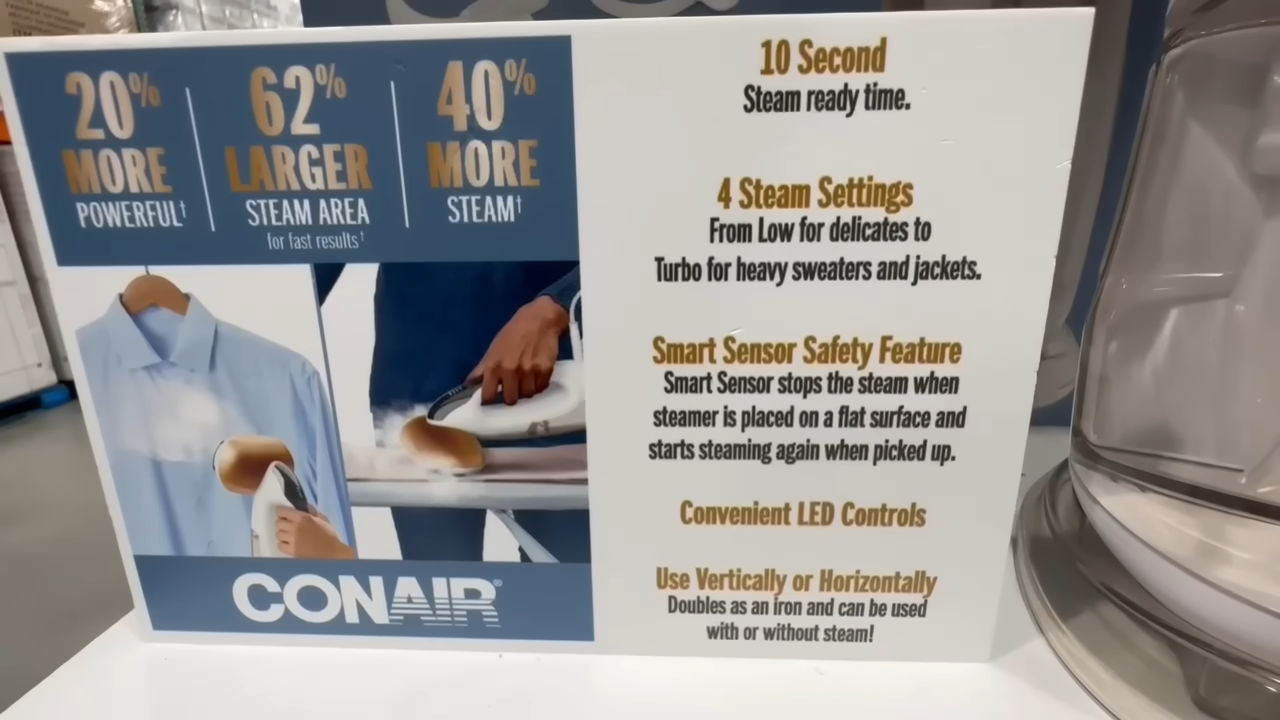 20%
MORE
POWERFUL†
62%
LARGER
STEAM AREA
for fast results†
40%
MORE
STEAM†
CONAIR®
10 Second
Steam ready time.
4 Steam Settings
From Low for delicates to
Turbo for heavy sweaters and jackets.
Smart Sensor Safety Feature
Smart Sensor stops the steam when
steamer is placed on a flat surface and
starts steaming again when picked up.
Convenient LED Controls
Use Vertically or Horizontally
Doubles as an iron and can be used
with or without steam!